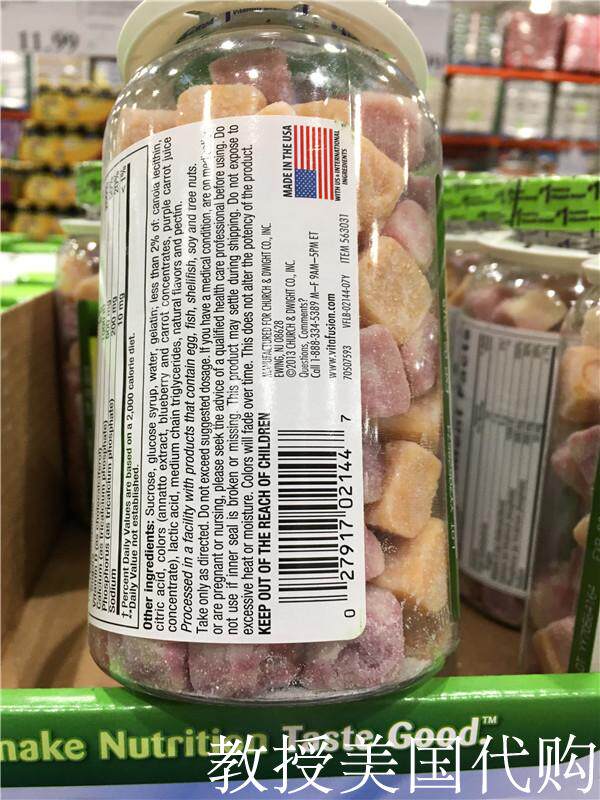 11.99
20%
< 1%
200 mg
10 mg
Phosphorus (as tricalcium phosphate)
Sodium
† Percent Daily Values are based on a 2,000 calorie diet.
**Daily Value not established.
Other ingredients: Sucrose, glucose syrup, water, gelatin; less than 2% of: canola lecithin,
citric acid, colors (annatto extract, blueberry and carrot concentrates, purple carrot juice
concentrate), lactic acid, medium chain triglycerides, natural flavors and pectin.
Processed in a facility with products that contain egg, fish, shellfish, soy and tree nuts.
Take only as directed. Do not exceed suggested dosage. If you have a medical condition, are on
or are pregnant or nursing, please seek the advice of a qualified health care professional before using. Do
not use if inner seal is broken or missing. This product may settle during shipping. Do not expose to
excessive heat or moisture. Colors will fade over time. This does not alter the potency of the product.
KEEP OUT OF THE REACH OF CHILDREN
MANUFACTURED FOR CHURCH & DWIGHT CO., INC.
EWING, NJ 08628
©2013 CHURCH & DWIGHT CO., INC.
Questions, Comments?
Call 1-888-334-5389 M–F 9AM–5PM ET
www.vitafusion.com
70507593 VFLB-02144-07Y ITEM 563031
MADE IN THE USA
WITH US & INTERNATIONAL
INGREDIENTS
0 27917 02144 7
make Nutrition Taste Good.™
教授美国代购